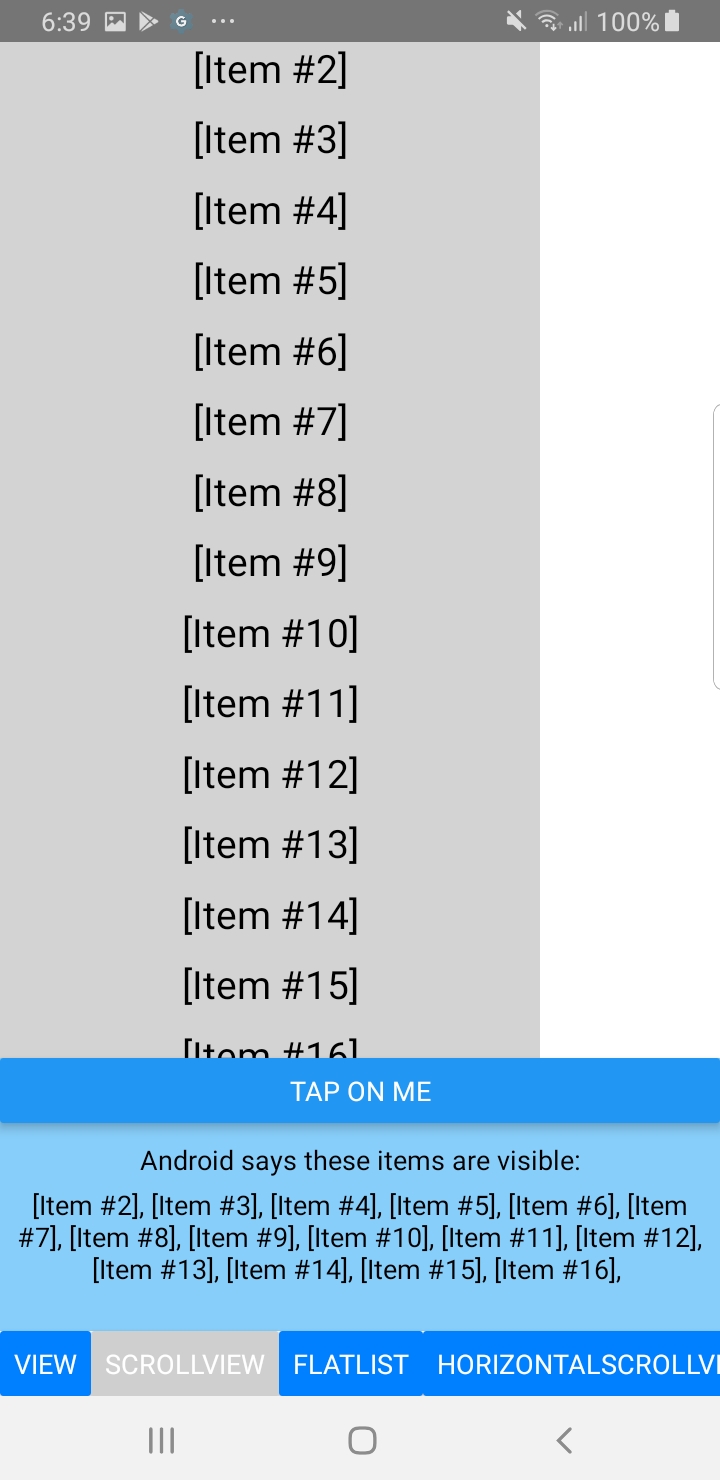 6:39 G 100%
[Item #2]
[Item #3]
[Item #4]
[Item #5]
[Item #6]
[Item #7]
[Item #8]
[Item #9]
[Item #10]
[Item #11]
[Item #12]
[Item #13]
[Item #14]
[Item #15]
[Item #16]
TAP ON ME
Android says these items are visible:
[Item #2], [Item #3], [Item #4], [Item #5], [Item #6], [Item
#7], [Item #8], [Item #9], [Item #10], [Item #11], [Item #12],
[Item #13], [Item #14], [Item #15], [Item #16],
VIEW SCROLLVIEW FLATLIST HORIZONTALSCROLLVI